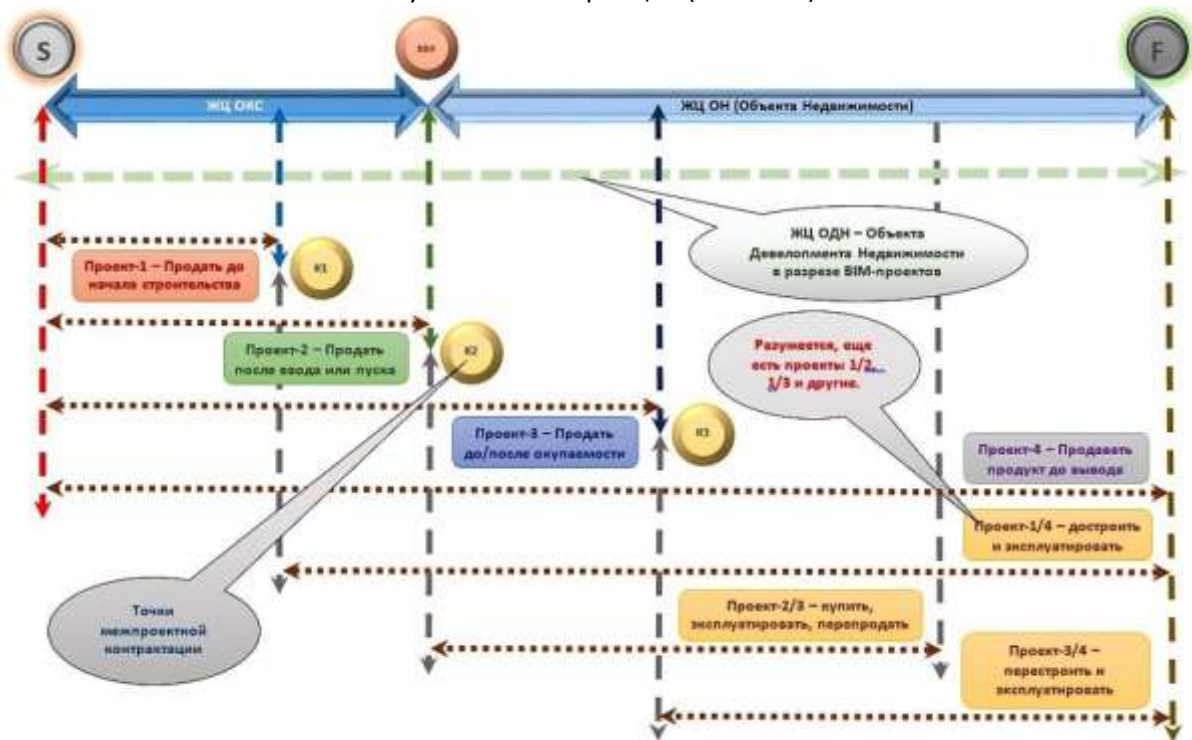 S
F
ЖЦ ОКС
ЖЦ ОН (Объекта Недвижимости)
ЖЦ ОДН – Объекта
Девелопмента Недвижимости
в разрезе BIM-проектов
Проект-1 – Продать до
начала строительства
К1
Проект-2 – Продать
после ввода или пуска
К2
Разумеется, еще
есть проекты 1/2,
1/3 и другие.
Проект-3 – Продать
до/после окупаемости
К3
Проект-4 – Продавать
продукт до вывода
Проект-1/4 – достроить
и эксплуатировать
Точки
межпроектной
контрактации
Проект-2/3 – купить,
эксплуатировать, перепродать
Проект-3/4 –
перестроить и
эксплуатировать